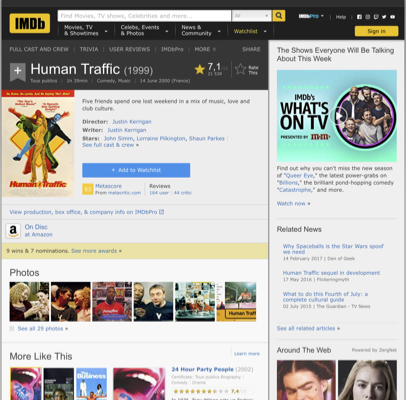 IMDb
Find Movies, TV shows, Celebrities and more...
All
IMDbPro
Help
Movies, TV
& Showtimes
Celebs, Events
& Photos
News &
Community
Watchlist
Sign in
FULL CAST AND CREW | TRIVIA | USER REVIEWS | IMDbPro | MORE
SHARE
Human Traffic (1999)
Tous publics | 1h 39min | Comedy, Music | 14 June 2000 (France)
7,1
Rate
This
Five friends spend one lost weekend in a mix of music, love and
club culture.
Director: Justin Kerrigan
Writer: Justin Kerrigan
Stars: John Simm, Lorraine Pilkington, Shaun Parkes |
See full cast & crew »
+ Add to Watchlist
Metascore
From metacritic.com
Reviews
164 user | 44 critic
Human Traffic
View production, box office, & company info on IMDbPro
On Disc
at Amazon
9 wins & 7 nominations. See more awards »
Photos
Human Traff
See all 29 photos »
More Like This
Learn more
the Business
24 Hour Party People (2002)
Comedy | Drama
The Shows Everyone Will Be Talking
About This Week
IMDb's
WHAT'S
ON TV
PRESENTED BY M&M'S
Find out why you can't miss the new season
of "Queer Eye," the latest power-grabs on
"Billions," the brilliant pond-hopping comedy
"Catastrophe," and more.
Watch now »
Related News
Why Spaceballs is the Star Wars spoof we
need
14 February 2017 | Den of Geek
Human Traffic sequel in development
17 May 2016 | Flickeringmyth
What to do this Fourth of July: a
complete cultural guide
02 July 2015 | The Guardian - TV News
See all related articles »
Around The Web | Powered by ZergNet